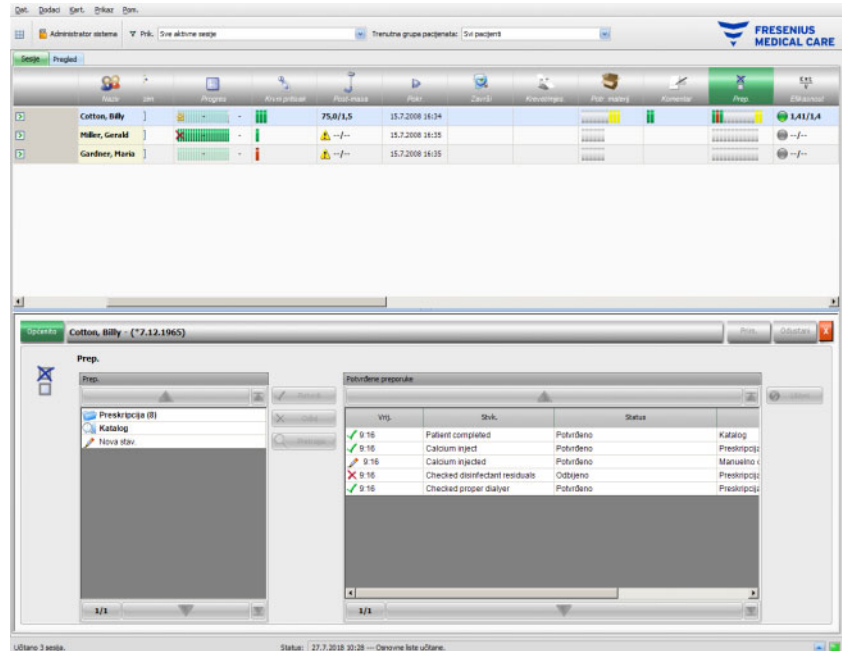 Dat. Dodaci Kart. Prikaz Pom.
Administrator sistema Prik. Sve aktivne sesije Trenutna grupa pacijenata: Svi pacijenti
FRESENIUS
MEDICAL CARE
Sesije Pregled
Naziv Progres Krvni pritisak Post-masa Pokr. Završi Potr. materij Komentar Prep. Efikasnost
Cotton, Billy 75,0/1,5 15.7.2008 16:34 1,41/1,4
Miller, Gerald --/-- 15.7.2008 16:35 --/--
Gardner, Maria --/-- 15.7.2008 16:35 --/--
Općenito Cotton, Billy - (*7.12.1965) Prim. Odustani X
Prep.
Prep. Potvrđene preporuke
Vrij. Stvk. Status
Preskripcija (8)
Katalog
Nova stav.
9:16 Patient completed Potvrđeno Katalog
9:16 Calcium inject Potvrđeno Preskripcij
9:16 Calcium injected Potvrđeno Manuelno
9:16 Checked disinfectant residuals Odbijeno Preskripcij
9:16 Checked proper dialyer Potvrđeno Preskripcij
1/1 1/1
Učitano 3 sesija. Status: 27.7.2018 10:28 --- Osnovne liste učitane.